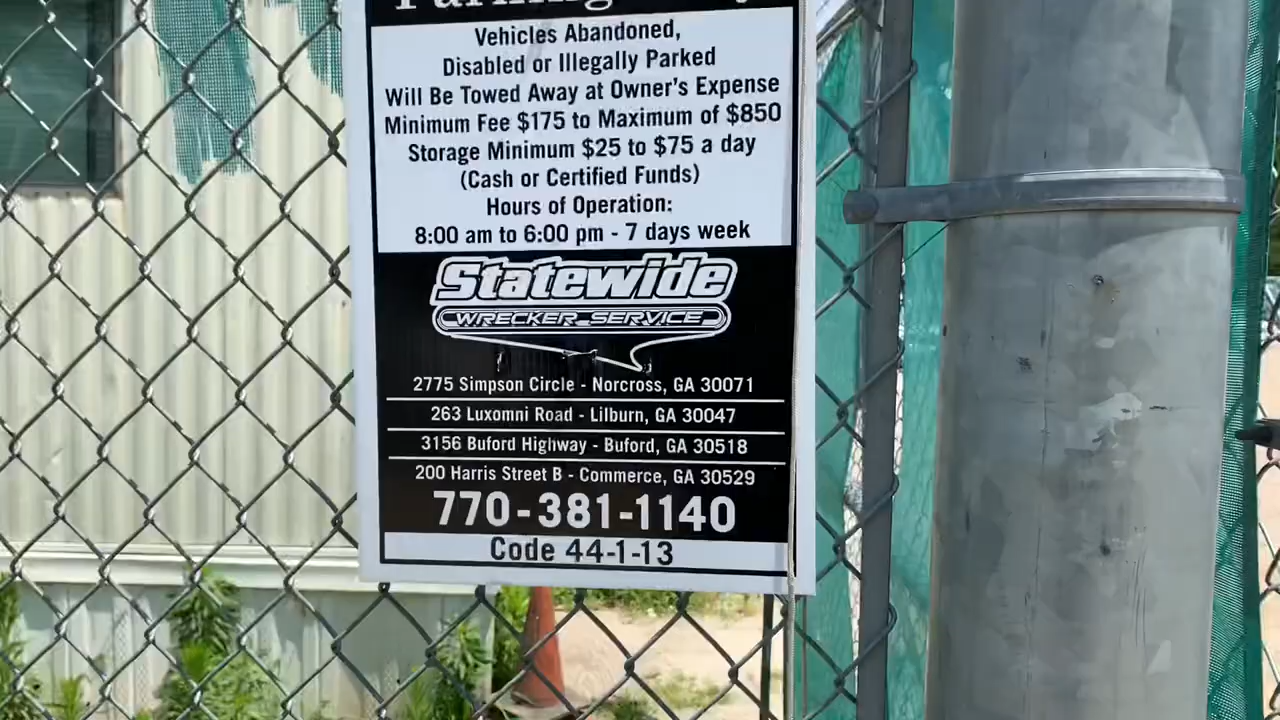 Vehicles Abandoned,
Disabled or Illegally Parked
Will Be Towed Away at Owner's Expense
Minimum Fee $175 to Maximum of $850
Storage Minimum $25 to $75 a day
(Cash or Certified Funds)
Hours of Operation:
8:00 am to 6:00 pm - 7 days week
Statewide
WRECKER SERVICE
2775 Simpson Circle - Norcross, GA 30071
263 Luxomni Road - Lilburn, GA 30047
3156 Buford Highway - Buford, GA 30518
200 Harris Street B - Commerce, GA 30529
770-381-1140
Code 44-1-13